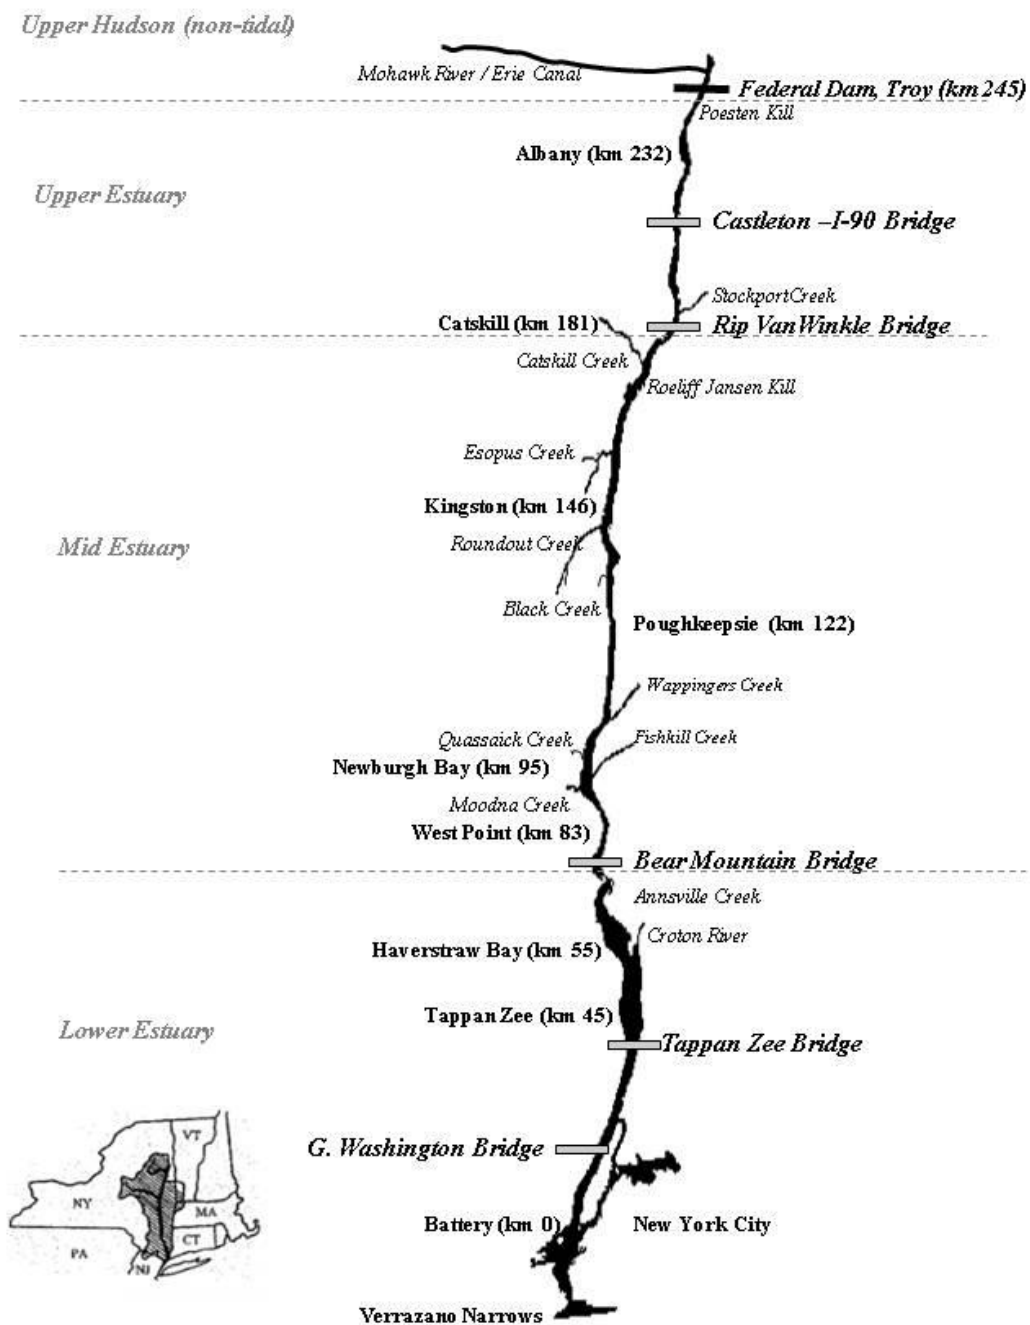 Upper Hudson (non-tidal)
Mohawk River / Erie Canal
Federal Dam, Troy (km 245)
Poesten Kill
Albany (km 232)
Upper Estuary
Castleton –I-90 Bridge
Stockport Creek
Catskill (km 181)
Rip Van Winkle Bridge
Catskill Creek
Roeliff Jansen Kill
Esopus Creek
Kingston (km 146)
Roundout Creek
Mid Estuary
Black Creek
Poughkeepsie (km 122)
Wappingers Creek
Quassaick Creek
Fishkill Creek
Newburgh Bay (km 95)
Moodna Creek
West Point (km 83)
Bear Mountain Bridge
Annsville Creek
Croton River
Haverstraw Bay (km 55)
Tappan Zee (km 45)
Lower Estuary
Tappan Zee Bridge
G. Washington Bridge
VT
NY
MA
CT
PA
NJ
Battery (km 0)
New York City
Verrazano Narrows